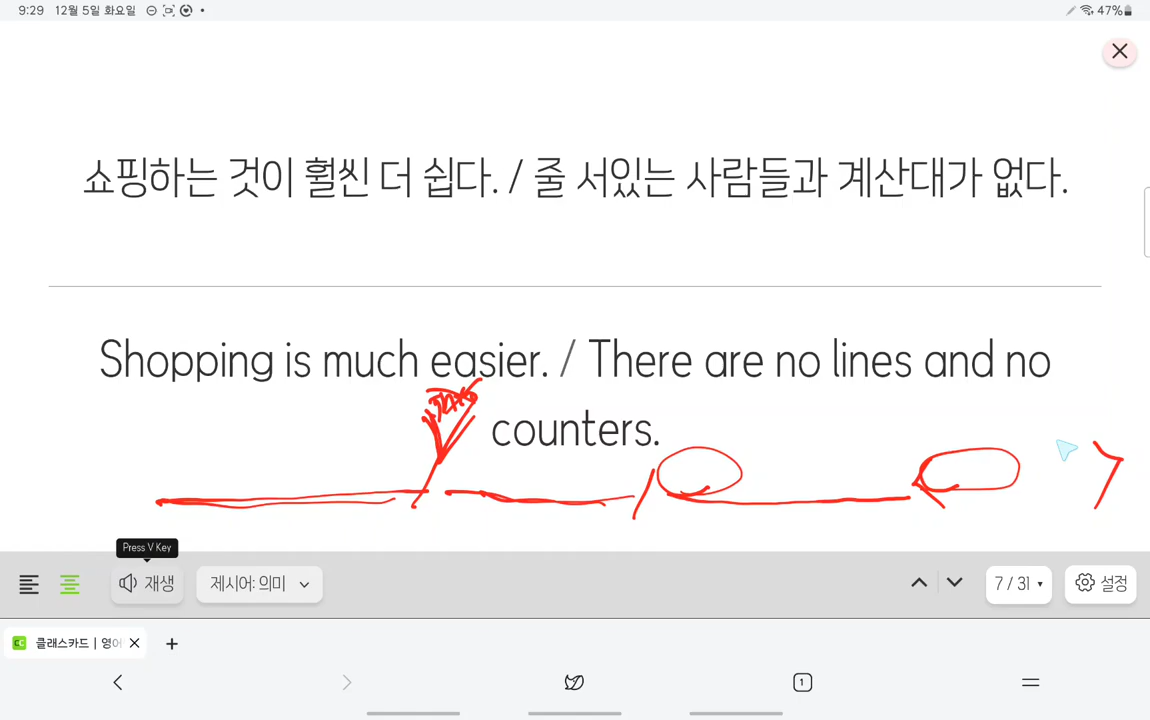 9:29 12월 5일 화요일
47%
쇼핑하는 것이 훨씬 더 쉽다. / 줄 서있는 사람들과 계산대가 없다.
Shopping is much easier. / There are no lines and no
counters.
Press V Key
재생
제시어: 의미
7 / 31
설정
클래스카드 | 영어
1